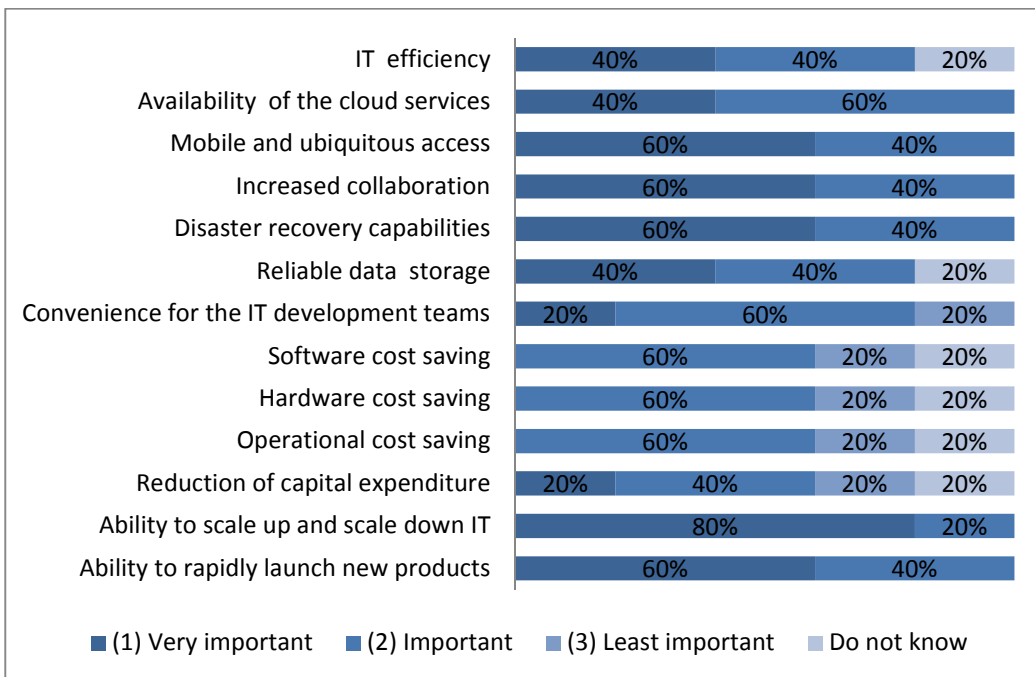 IT efficiency 40% 40% 20%
Availability of the cloud services 40% 60%
Mobile and ubiquitous access 60% 40%
Increased collaboration 60% 40%
Disaster recovery capabilities 60% 40%
Reliable data storage 40% 40% 20%
Convenience for the IT development teams 20% 60% 20%
Software cost saving 60% 20% 20%
Hardware cost saving 60% 20% 20%
Operational cost saving 60% 20% 20%
Reduction of capital expenditure 20% 40% 20% 20%
Ability to scale up and scale down IT 80% 20%
Ability to rapidly launch new products 60% 40%
(1) Very important (2) Important (3) Least important Do not know